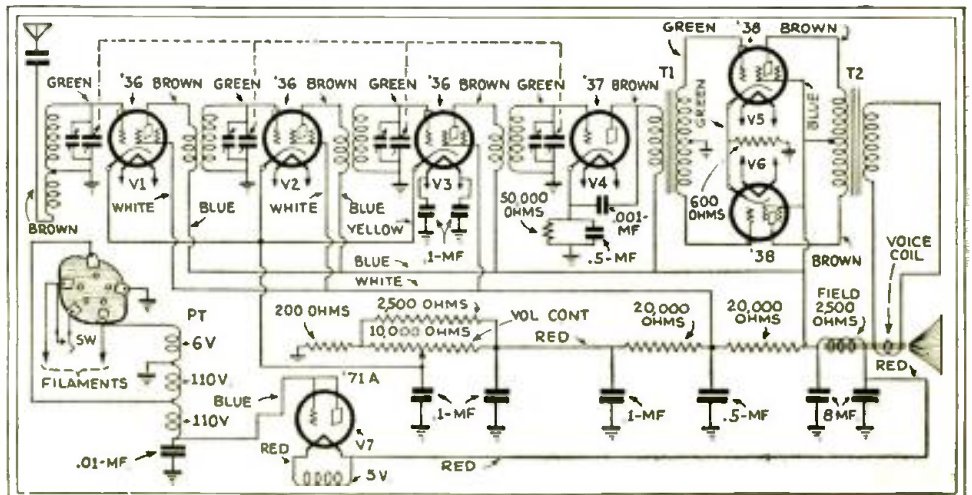 GREEN '38 BROWN
T1 T2
GREEN '36 BROWN GREEN '36 BROWN GREEN '36 BROWN GREEN '37 BROWN
GREEN
V5
BLUE
V6
V1 V2 V3 V4
WHITE WHITE
BLUE BLUE
YELLOW
BROWN
50,000
OHMS
.001-
MF
.1-MF .5-MF
600
OHMS
'38
BROWN
VOICE
COIL
BLUE
WHITE
200 OHMS
2,500 OHMS
10,000 OHMS
VOL CONT
RED
20,000
OHMS
20,000
OHMS
FIELD
2,500
OHMS
RED
SW
FILAMENTS
PT
6V
110V
110V
.01-MF
BLUE
'71A
V7
RED
5V
RED
.1-MF .1-MF .5-MF 8 MF.